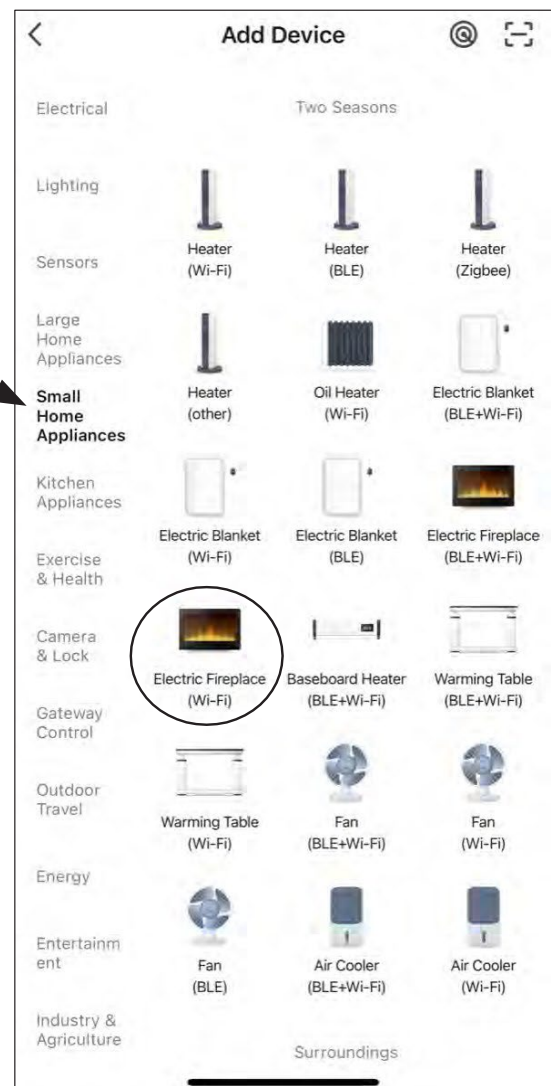 Add Device
Electrical
Lighting
Sensors
Large
Home
Appliances
Small
Home
Appliances
Kitchen
Appliances
Exercise
& Health
Camera
& Lock
Gateway
Control
Outdoor
Travel
Energy
Entertainm
ent
Industry &
Agriculture
Two Seasons
Heater
(Wi-Fi)
Heater
(BLE)
Heater
(Zigbee)
Heater
(other)
Oil Heater
(Wi-Fi)
Electric Blanket
(BLE+Wi-Fi)
Electric Blanket
(Wi-Fi)
Electric Blanket
(BLE)
Electric Fireplace
(BLE+Wi-Fi)
Electric Fireplace
(Wi-Fi)
Baseboard Heater
(BLE+Wi-Fi)
Warming Table
(BLE+Wi-Fi)
Warming Table
(Wi-Fi)
Fan
(BLE+Wi-Fi)
Fan
(Wi-Fi)
Fan
(BLE)
Air Cooler
(BLE+Wi-Fi)
Air Cooler
(Wi-Fi)
Surroundings